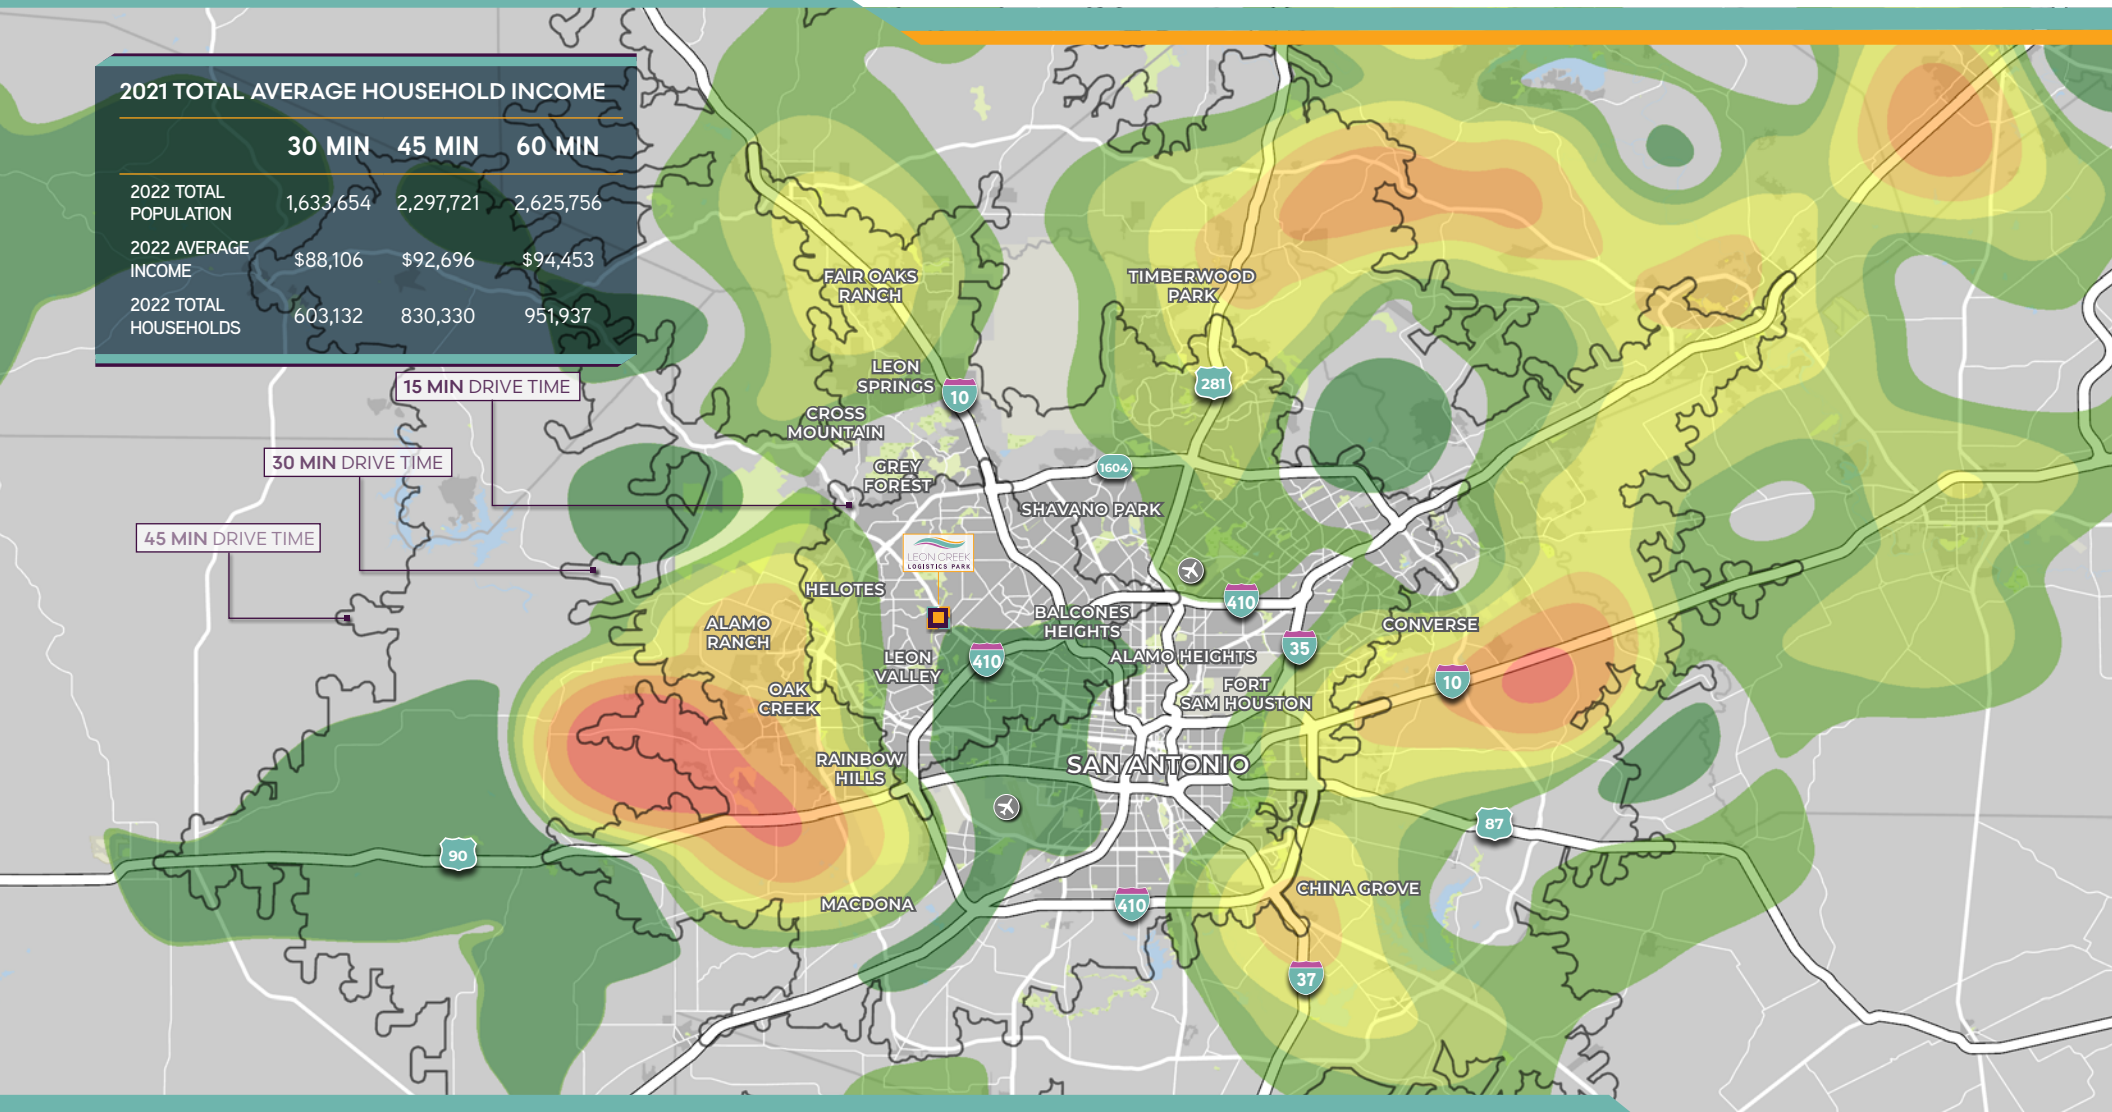 2021 TOTAL AVERAGE HOUSEHOLD INCOME
30 MIN 45 MIN 60 MIN
2022 TOTAL
POPULATION
1,633,654 2,297,721 2,625,756
2022 AVERAGE
INCOME
$88,106 $92,696 $94,453
2022 TOTAL
HOUSEHOLDS
603,132 830,330 951,937
15 MIN DRIVE TIME
30 MIN DRIVE TIME
45 MIN DRIVE TIME
FAIR OAKS
RANCH
TIMBERWOOD
PARK
LEON
SPRINGS
10
281
CROSS
MOUNTAIN
GREY
FOREST
1604
SHAVANO PARK
LEON CREEK
LOGISTICS PARK
HELOTES
410
BALCONES
HEIGHTS
ALAMO
RANCH
CONVERSE
35
LEON
VALLEY
410
ALAMO HEIGHTS
10
OAK
CREEK
FORT
SAM HOUSTON
RAINBOW
HILLS
SAN ANTONIO
90
87
MACDONA
410
CHINA GROVE
37